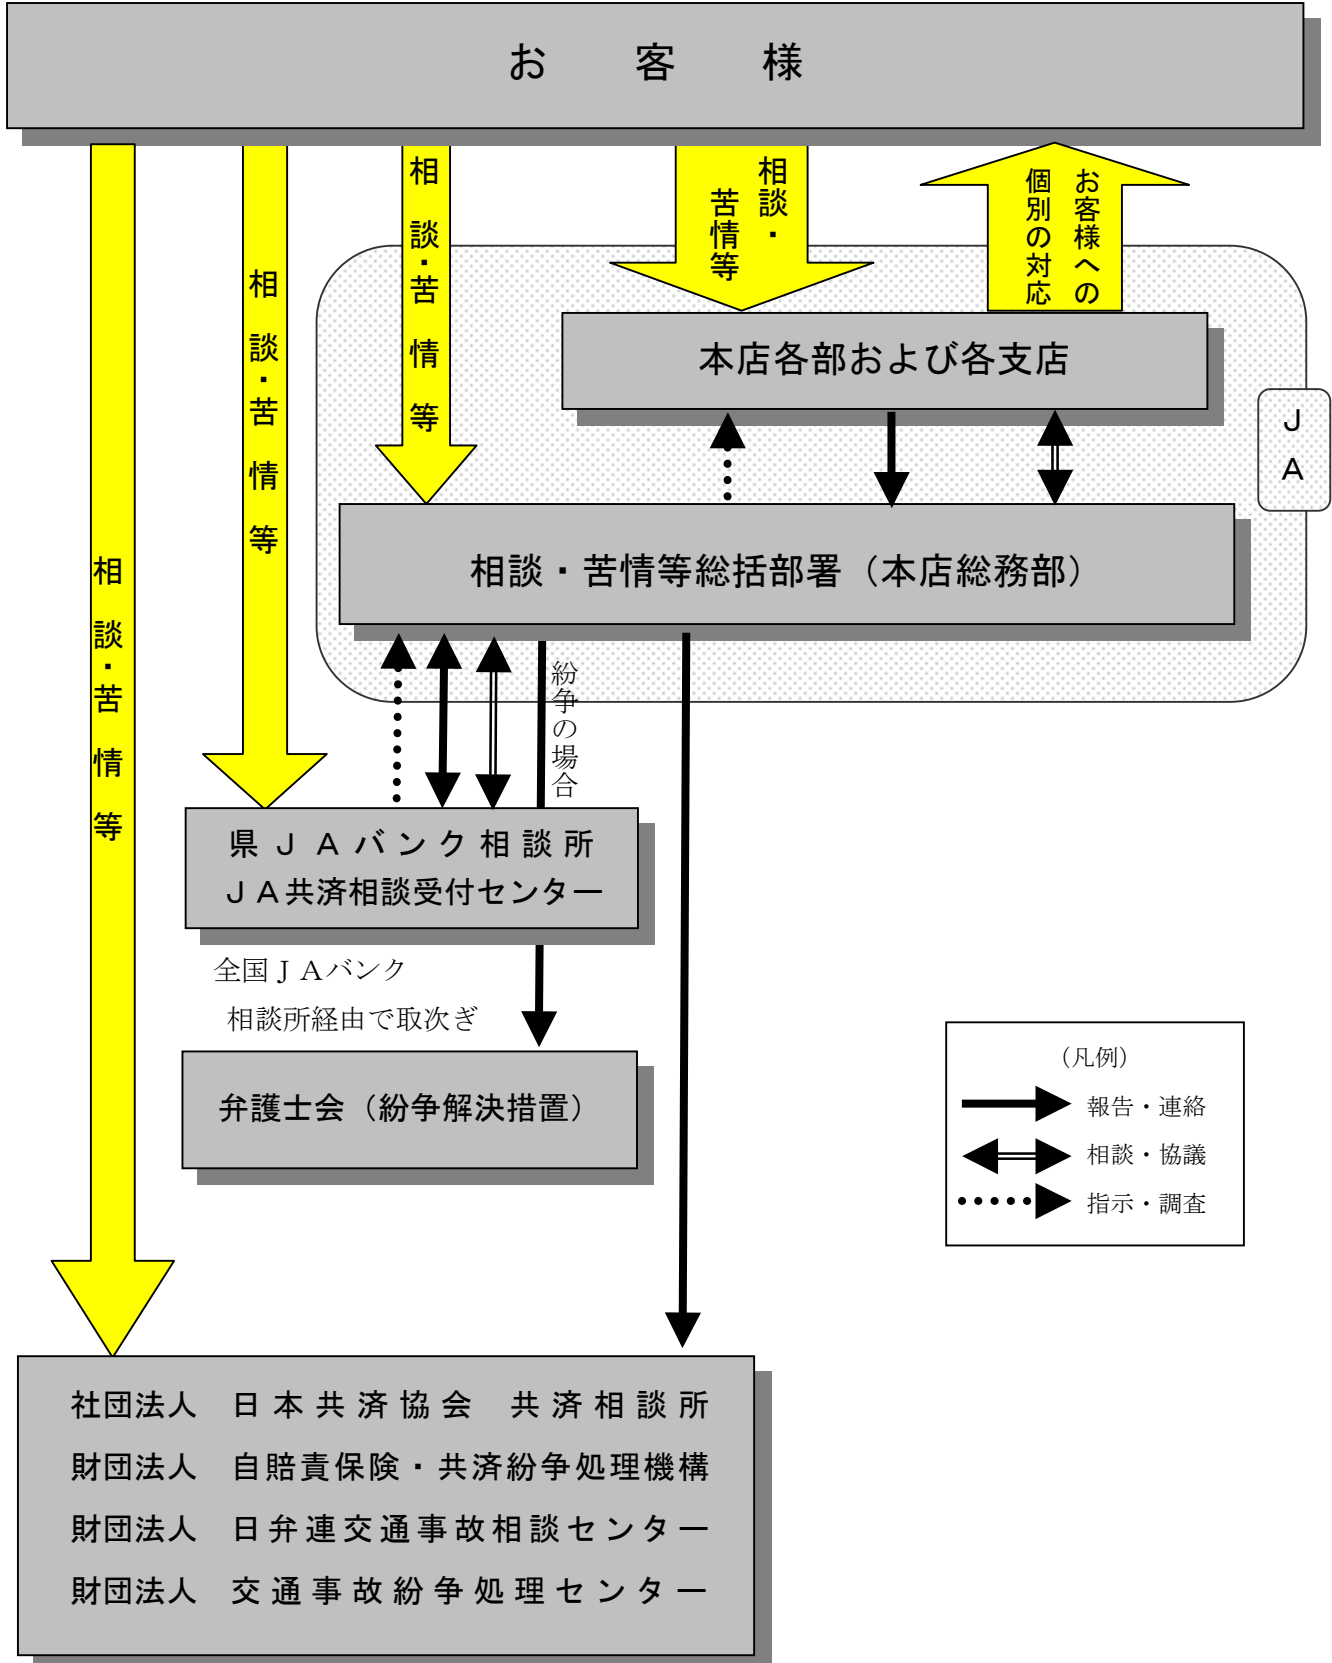 お客様
相談・苦情等
相談・苦情等
相談・苦情等
相談・
苦情等
お客様への
個別の対応
本店各部および各支店
ＪＡ
相談・苦情等総括部署（本店総務部）
紛争の場合
県ＪＡバンク相談所
ＪＡ共済相談受付センター
全国ＪＡバンク
相談所経由で取次ぎ
弁護士会（紛争解決措置）
（凡例）
報告・連絡
相談・協議
指示・調査
社団法人　日本共済協会　共済相談所
財団法人　自賠責保険・共済紛争処理機構
財団法人　日弁連交通事故相談センター
財団法人　交通事故紛争処理センター